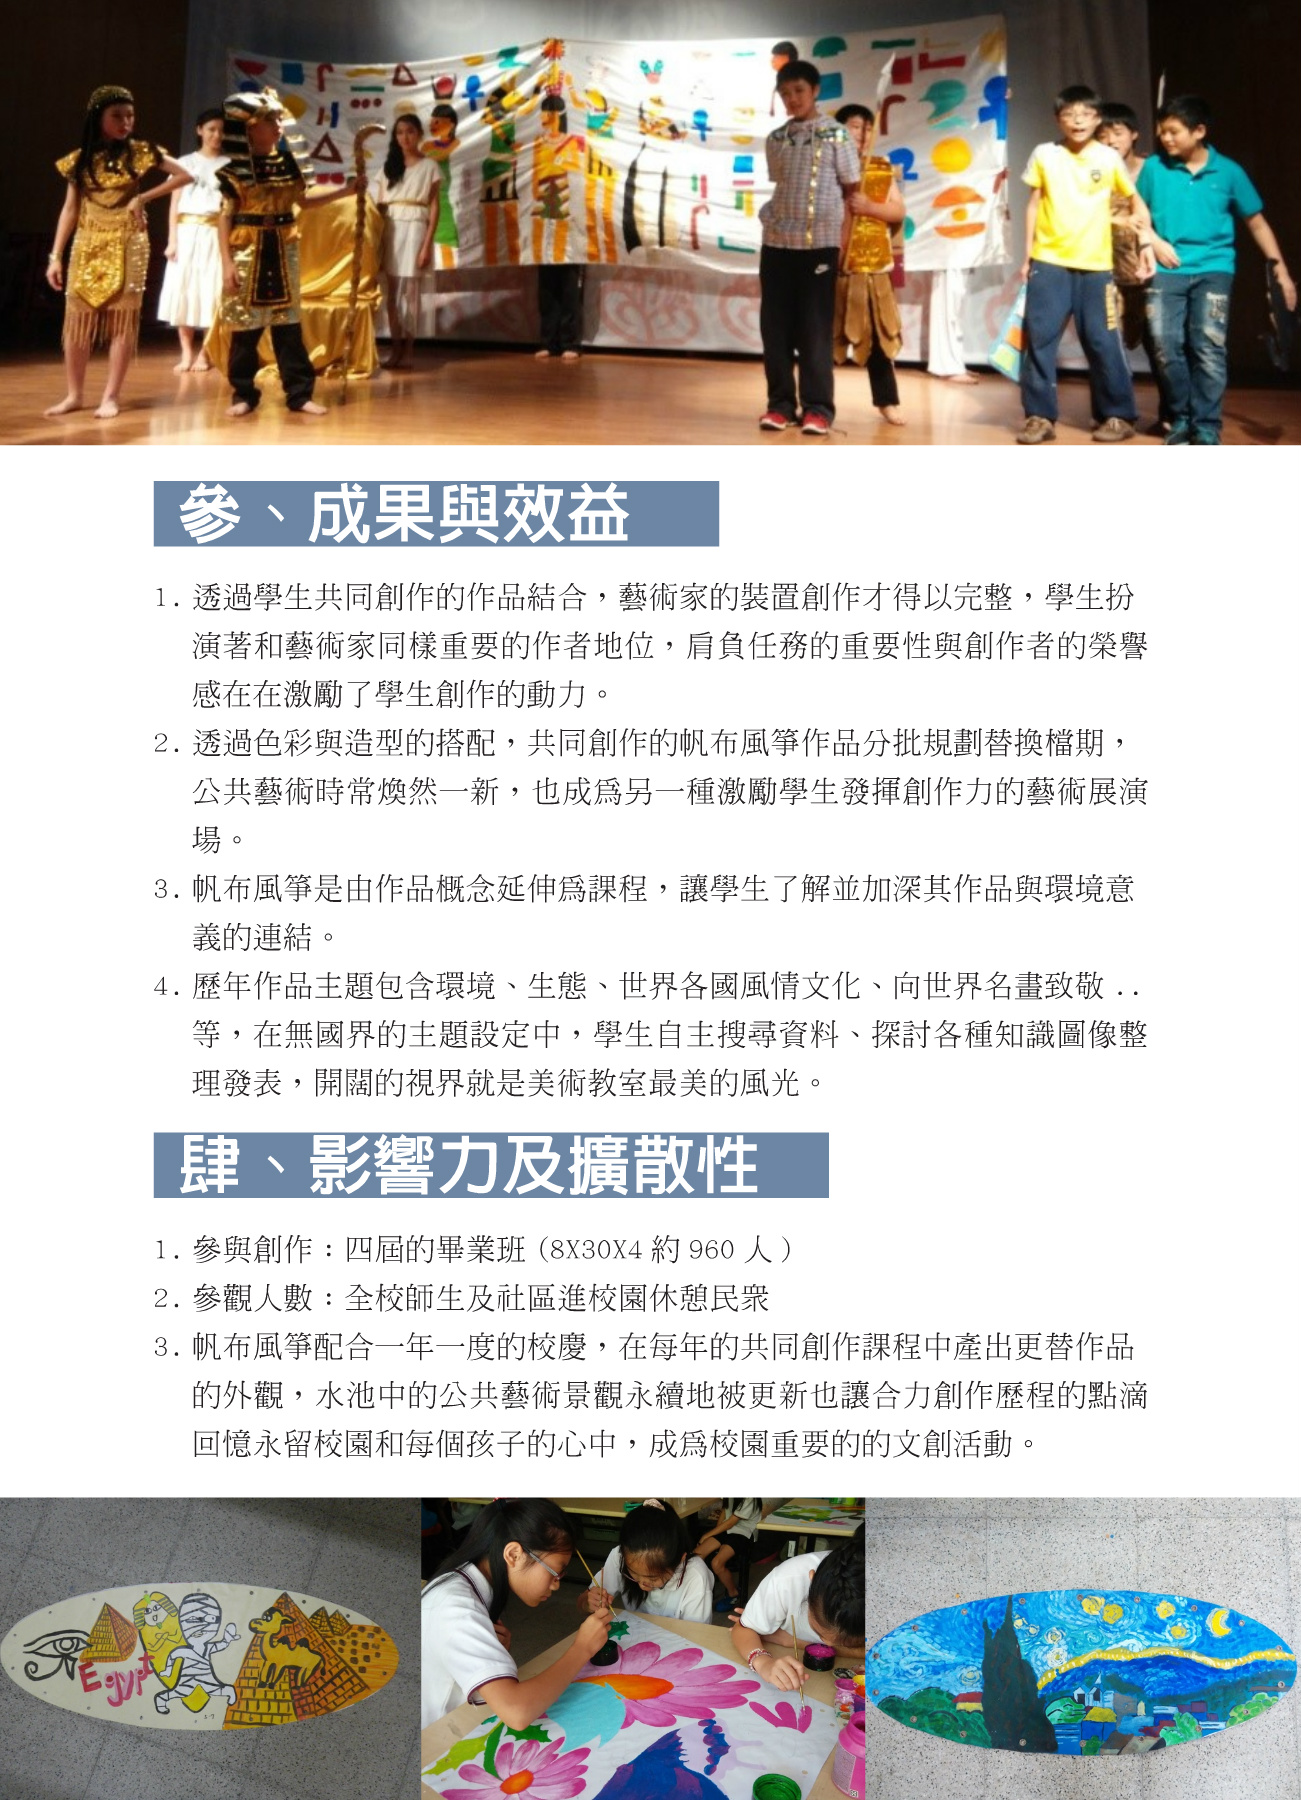 參、成果與效益
1. 透過學生共同創作的作品結合，藝術家的裝置創作才得以完整，學生扮
演著和藝術家同樣重要的作者地位，肩負任務的重要性與創作者的榮譽
感在在激勵了學生創作的動力。
2. 透過色彩與造型的搭配，共同創作的帆布風箏作品分批規劃替換檔期，
公共藝術時常煥然一新，也成為另一種激勵學生發揮創作力的藝術展演
場。
3. 帆布風箏是由作品概念延伸為課程，讓學生了解並加深其作品與環境意
義的連結。
4. 歷年作品主題包含環境、生態、世界各國風情文化、向世界名畫致敬 ..
等，在無國界的主題設定中，學生自主搜尋資料、探討各種知識圖像整
理發表，開闊的視界就是美術教室最美的風光。
肆、影響力及擴散性
1. 參與創作：四屆的畢業班 (8X30X4 約 960 人 )
2. 參觀人數：全校師生及社區進校園休憩民眾
3. 帆布風箏配合一年一度的校慶，在每年的共同創作課程中產出更替作品
的外觀，水池中的公共藝術景觀永續地被更新也讓合力創作歷程的點滴
回憶永留校園和每個孩子的心中，成為校園重要的的文創活動。
Egypt